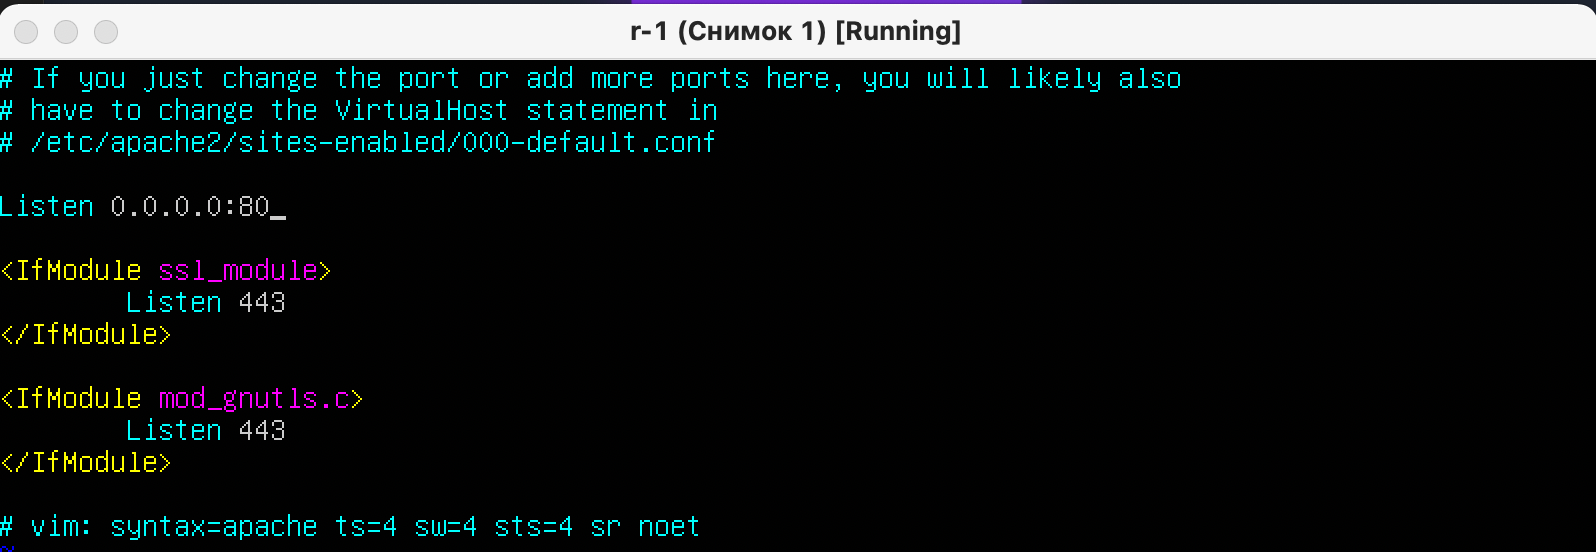 r-1 (Снимок 1) [Running]
# If you just change the port or add more ports here, you will likely also
# have to change the VirtualHost statement in
# /etc/apache2/sites-enabled/000-default.conf
Listen 0.0.0.0:80_
<IfModule ssl_module>
Listen 443
</IfModule>
<IfModule mod_gnutls.c>
Listen 443
</IfModule>
# vim: syntax=apache ts=4 sw=4 sts=4 sr noet
~